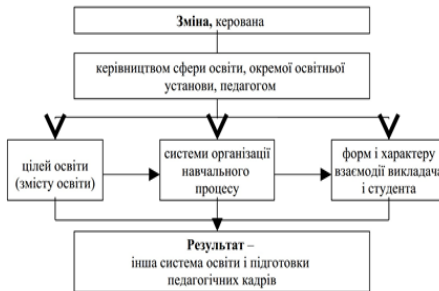 Зміна, керована
керівництвом сфери освіти, окремої освітньої
установи, педагогом
цілей освіти
(змісту освіти)
системи організації
навчального
процесу
форм і характеру
взаємодії викладача
і студента
Результат –
інша система освіти і підготовки
педагогічних кадрів